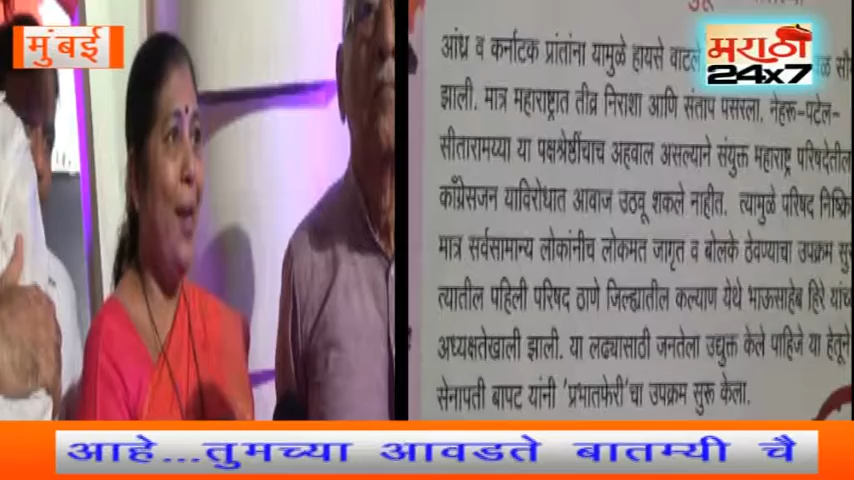 मुंबई
मराठी
24x7
आंध्र व कर्नाटक प्रांतांना यामुळे हायसे वाटले
झाली. मात्र महाराष्ट्रात तीव्र निराशा आणि संताप पसरला. नेहरू-पटेल-
सीतारामय्या या पक्षश्रेष्ठींचाच अहवाल असल्याने संयुक्त महाराष्ट्र परिषदेतील
काँग्रेसजन याविरोधात आवाज उठवू शकले नाहीत. त्यामुळे परिषद निष्क्रि
मात्र सर्वसामान्य लोकांनीच लोकमत जागृत व बोलके ठेवण्याचा उपक्रम सु
त्यातील पहिली परिषद ठाणे जिल्ह्यातील कल्याण येथे भाऊसाहेब हिरे यांच
अध्यक्षतेखाली झाली. या लढ्यासाठी जनतेला उद्युक्त केले पाहिजे या हेतूने
सेनापती बापट यांनी 'प्रभातफेरी'चा उपक्रम सुरू केला.
आहे...तुमच्या आवडते बातम्यी चै